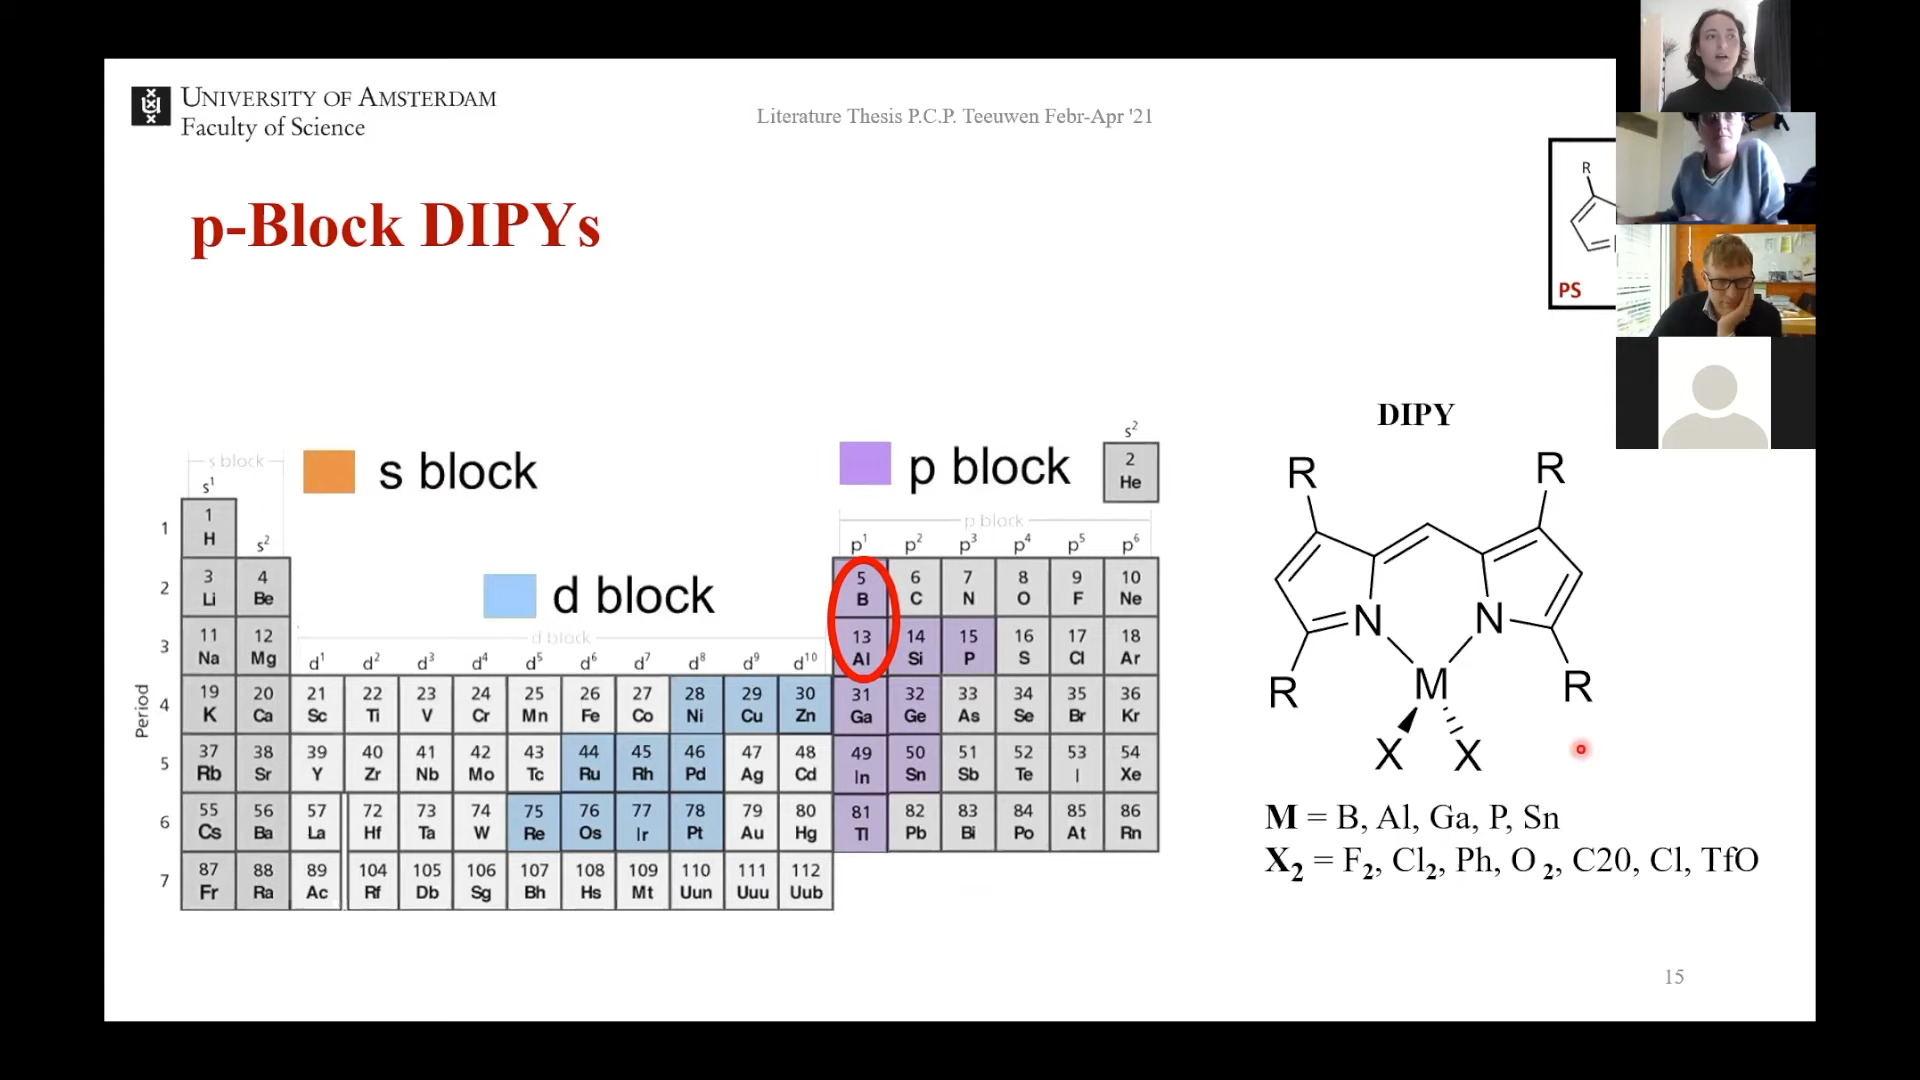 UNIVERSITY OF AMSTERDAM
Faculty of Science
Literature Thesis P.C.P. Teeuwen Febr-Apr '21
R
PS
p-Block DIPYs
s block
d block
p block
s block
d block
p block
s¹
s²
s²
d¹ d² d³ d⁴ d⁵ d⁶ d⁷ d⁸ d⁹ d¹⁰
p¹ p² p³ p⁴ p⁵ p⁶
Period
1 1 H 2 He
2 3 Li 4 Be 5 B 6 C 7 N 8 O 9 F 10 Ne
3 11 Na 12 Mg 13 Al 14 Si 15 P 16 S 17 Cl 18 Ar
4 19 K 20 Ca 21 Sc 22 Ti 23 V 24 Cr 25 Mn 26 Fe 27 Co 28 Ni 29 Cu 30 Zn 31 Ga 32 Ge 33 As 34 Se 35 Br 36 Kr
5 37 Rb 38 Sr 39 Y 40 Zr 41 Nb 42 Mo 43 Tc 44 Ru 45 Rh 46 Pd 47 Ag 48 Cd 49 In 50 Sn 51 Sb 52 Te 53 I 54 Xe
6 55 Cs 56 Ba 57 La 72 Hf 73 Ta 74 W 75 Re 76 Os 77 Ir 78 Pt 79 Au 80 Hg 81 Tl 82 Pb 83 Bi 84 Po 85 At 86 Rn
7 87 Fr 88 Ra 89 Ac 104 Rf 105 Db 106 Sg 107 Bh 108 Hs 109 Mt 110 Uun 111 Uuu 112 Uub
DIPY
R R
N N
R M R
X X
M = B, Al, Ga, P, Sn
X₂ = F₂, Cl₂, Ph, O ₂, C20, Cl, TfO
15